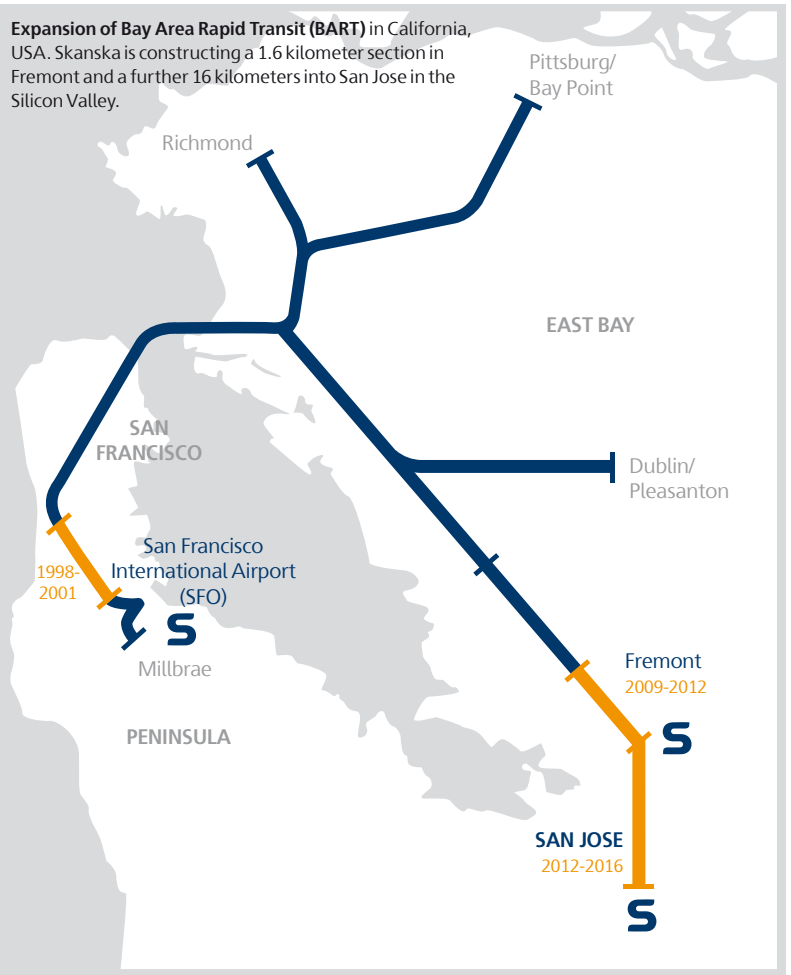 Expansion of Bay Area Rapid Transit (BART) in California,
USA. Skanska is constructing a 1.6 kilometer section in
Fremont and a further 16 kilometers into San Jose in the
Silicon Valley.
Pittsburg/
Bay Point
Richmond
EAST BAY
SAN
FRANCISCO
Dublin/
Pleasanton
San Francisco
International Airport
(SFO)
1998-
2001
S
Millbrae
Fremont
2009-2012
PENINSULA
S
SAN JOSE
2012-2016
S